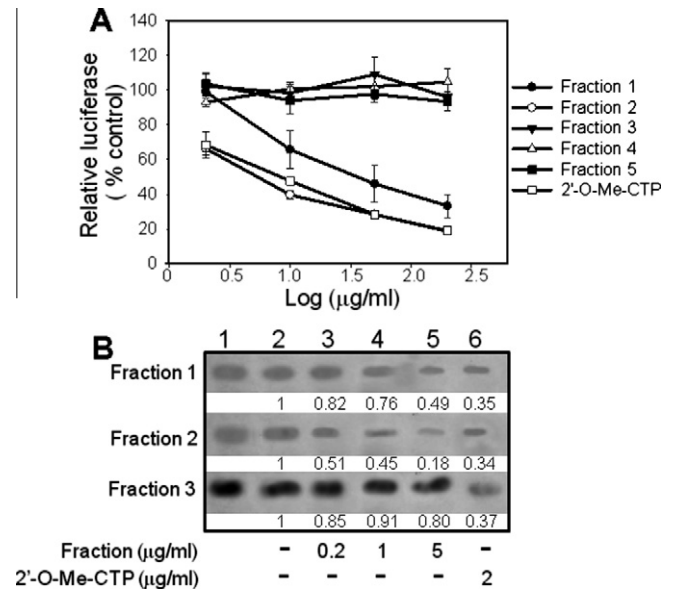 A
Relative luciferase
( % control)
140
120
100
80
60
40
20
0
0
0.5
1.0
1.5
2.0
2.5
Log (μg/ml)
Fraction 1
Fraction 2
Fraction 3
Fraction 4
Fraction 5
2'-O-Me-CTP
B
1 2 3 4 5 6
Fraction 1
1 0.82 0.76 0.49 0.35
Fraction 2
1 0.51 0.45 0.18 0.34
Fraction 3
1 0.85 0.91 0.80 0.37
Fraction (μg/ml) - 0.2 1 5 -
2'-O-Me-CTP (μg/ml) - - - - 2